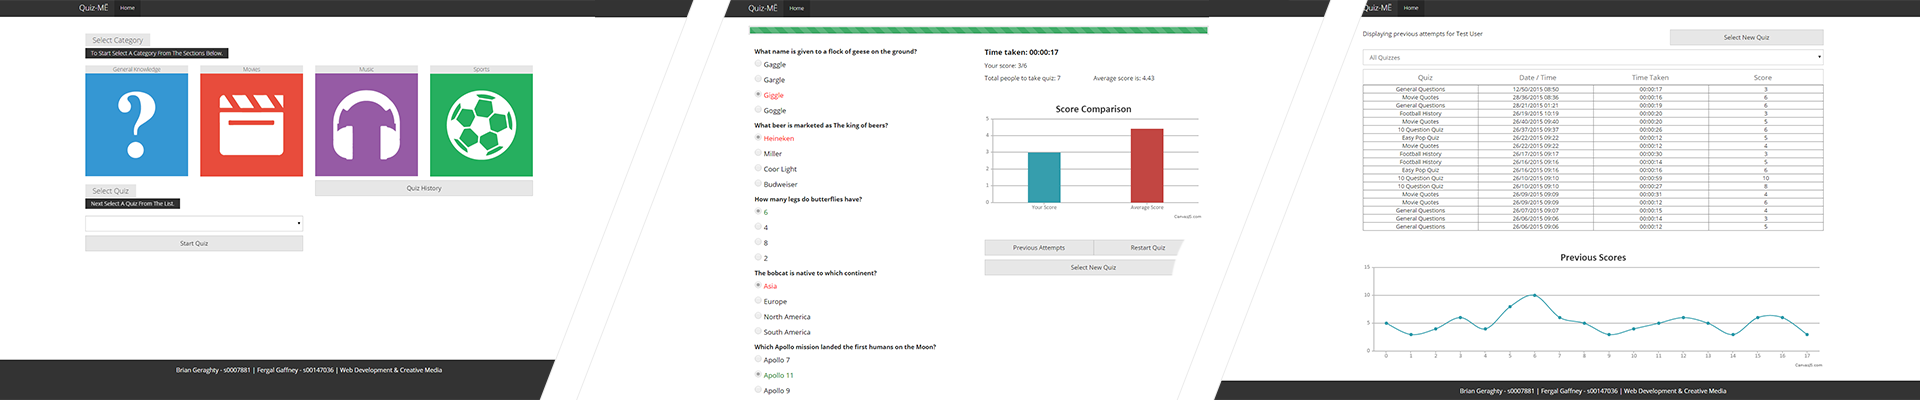 Quiz-MË Home
Select Category
To Start Select A Category From The Sections Below.
General Knowledge Movies Music Sports
Quiz History
Select Quiz
Next Select A Quiz From The List.
Start Quiz
Brian Geraghty - s0007881 | Fergal Gaffney - s00147036 | Web Development & Creative Media
Quiz-MË Home
What name is given to a flock of geese on the ground?
Gaggle
Gargle
Giggle
Goggle
What beer is marketed as The king of beers?
Heineken
Miller
Coor Light
Budweiser
How many legs do butterflies have?
6
4
8
2
The bobcat is native to which continent?
Asia
Europe
North America
South America
Which Apollo mission landed the first humans on the Moon?
Apollo 7
Apollo 11
Apollo 9
Time taken: 00:00:17
Your score: 3/6
Total people to take quiz: 7 Average score is: 4.43
Score Comparison
5
4
3
2
1
0
Your Score Average Score
CanvasJS.com
Previous Attempts Restart Quiz
Select New Quiz
Quiz-MË Home
Displaying previous attempts for Test User
Select New Quiz
All Quizzes
Quiz Date / Time Time Taken Score
General Questions 12/50/2015 08:50 00:00:17 3
Movie Quotes 28/36/2015 08:36 00:00:16 6
General Questions 28/21/2015 01:21 00:00:19 6
Football History 26/19/2015 10:19 00:00:20 3
Movie Quotes 26/40/2015 09:40 00:00:20 5
10 Question Quiz 26/37/2015 09:37 00:00:26 6
Easy Pop Quiz 26/22/2015 09:22 00:00:12 5
Movie Quotes 26/22/2015 09:22 00:00:12 4
Football History 26/17/2015 09:17 00:00:30 3
Football History 26/16/2015 09:16 00:00:14 5
Easy Pop Quiz 26/16/2015 09:16 00:00:16 6
10 Question Quiz 26/10/2015 09:10 00:00:59 10
10 Question Quiz 26/10/2015 09:10 00:00:27 8
Movie Quotes 26/09/2015 09:09 00:00:31 4
Movie Quotes 26/09/2015 09:09 00:00:12 6
General Questions 26/07/2015 09:07 00:00:15 4
General Questions 26/06/2015 09:06 00:00:14 3
General Questions 26/06/2015 09:06 00:00:12 5
Previous Scores
15
10
5
0
0 1 2 3 4 5 6 7 8 9 10 11 12 13 14 15 16 17
CanvasJS.com
Brian Geraghty - s0007881 | Fergal Gaffney - s00147036 | Web Development & Creative Media